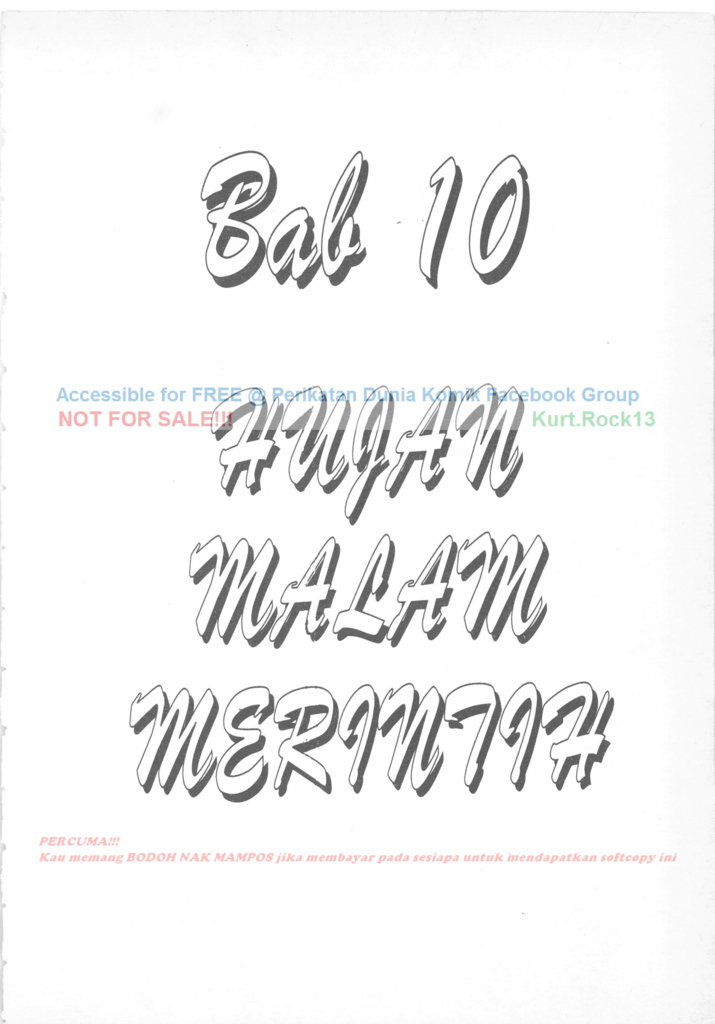 Bab 10
Accessible for FREE @ Perikatan Dunia Komik Facebook Group
NOT FOR SALE!!! Kurt.Rock13
HUJAN
MALAM
MERINTIH
PERCUMA!!!
Kau memang BODOH NAK MAMPOS jika membayar pada sesiapa untuk mendapatkan softcopy ini